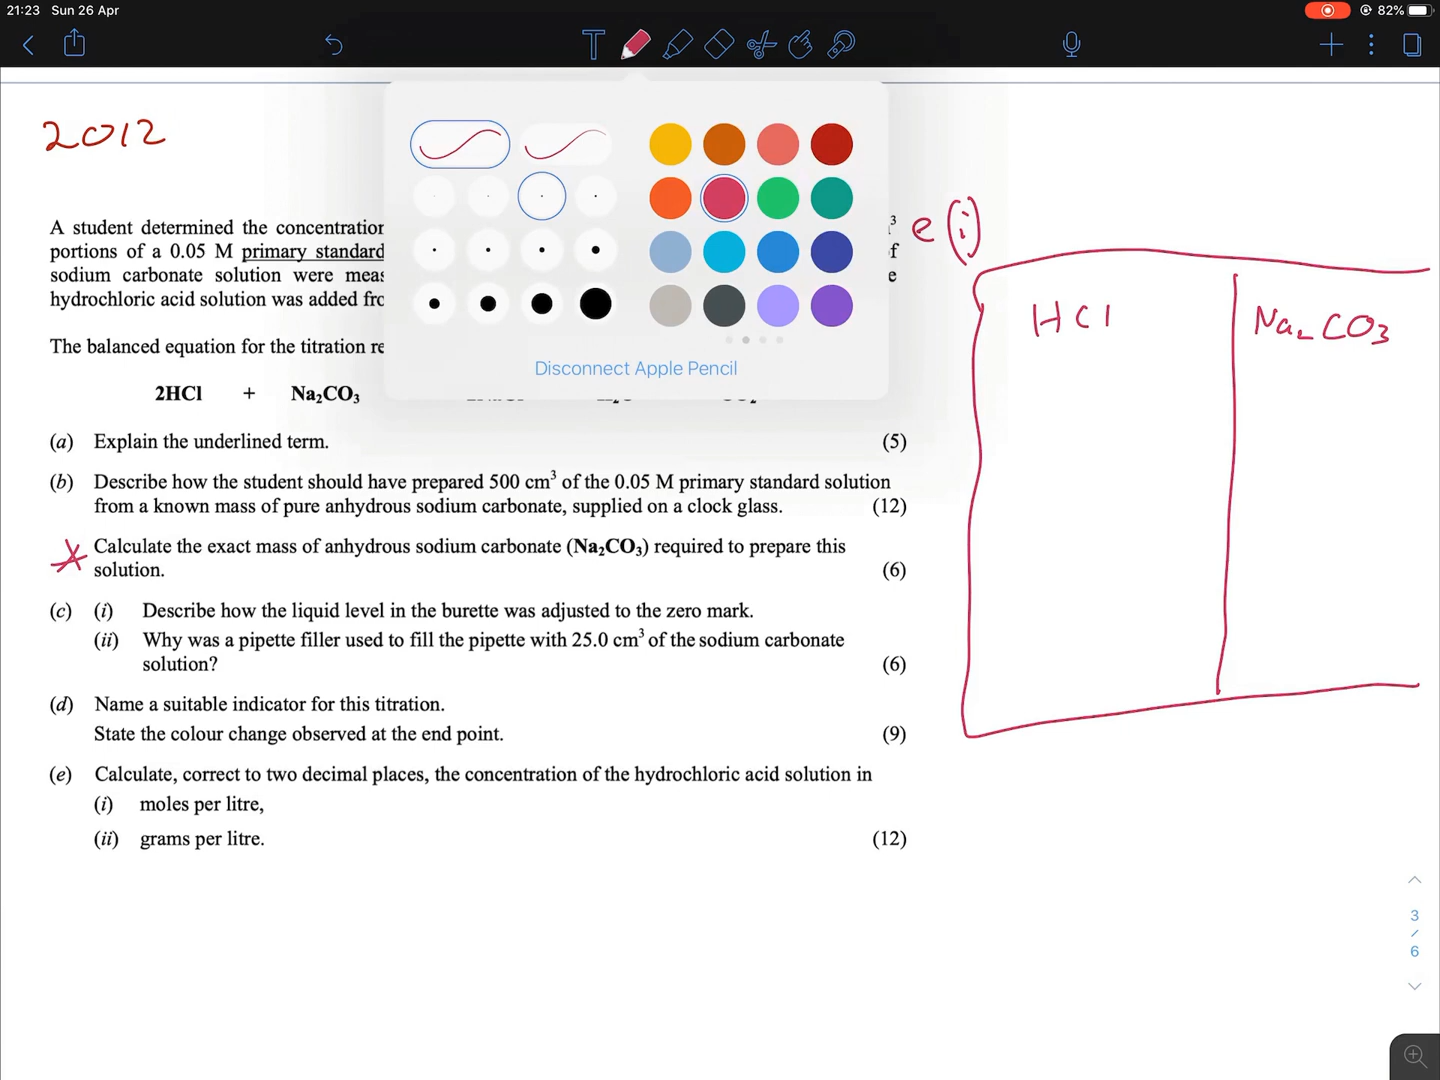 21:23 Sun 26 Apr
82%
T
2012
A student determined the concentration
portions of a 0.05 M primary standard
sodium carbonate solution were meas
hydrochloric acid solution was added fro
3
f
e
The balanced equation for the titration re
2HCl + Na₂CO₃
Disconnect Apple Pencil
(a) Explain the underlined term. (5)
(b) Describe how the student should have prepared 500 cm³ of the 0.05 M primary standard solution
from a known mass of pure anhydrous sodium carbonate, supplied on a clock glass. (12)
Calculate the exact mass of anhydrous sodium carbonate (Na₂CO₃) required to prepare this
solution. (6)
(c) (i) Describe how the liquid level in the burette was adjusted to the zero mark.
(ii) Why was a pipette filler used to fill the pipette with 25.0 cm³ of the sodium carbonate
solution? (6)
(d) Name a suitable indicator for this titration.
State the colour change observed at the end point. (9)
(e) Calculate, correct to two decimal places, the concentration of the hydrochloric acid solution in
(i) moles per litre,
(ii) grams per litre. (12)
e (i)
HCl Na₂CO₃
3
/
6